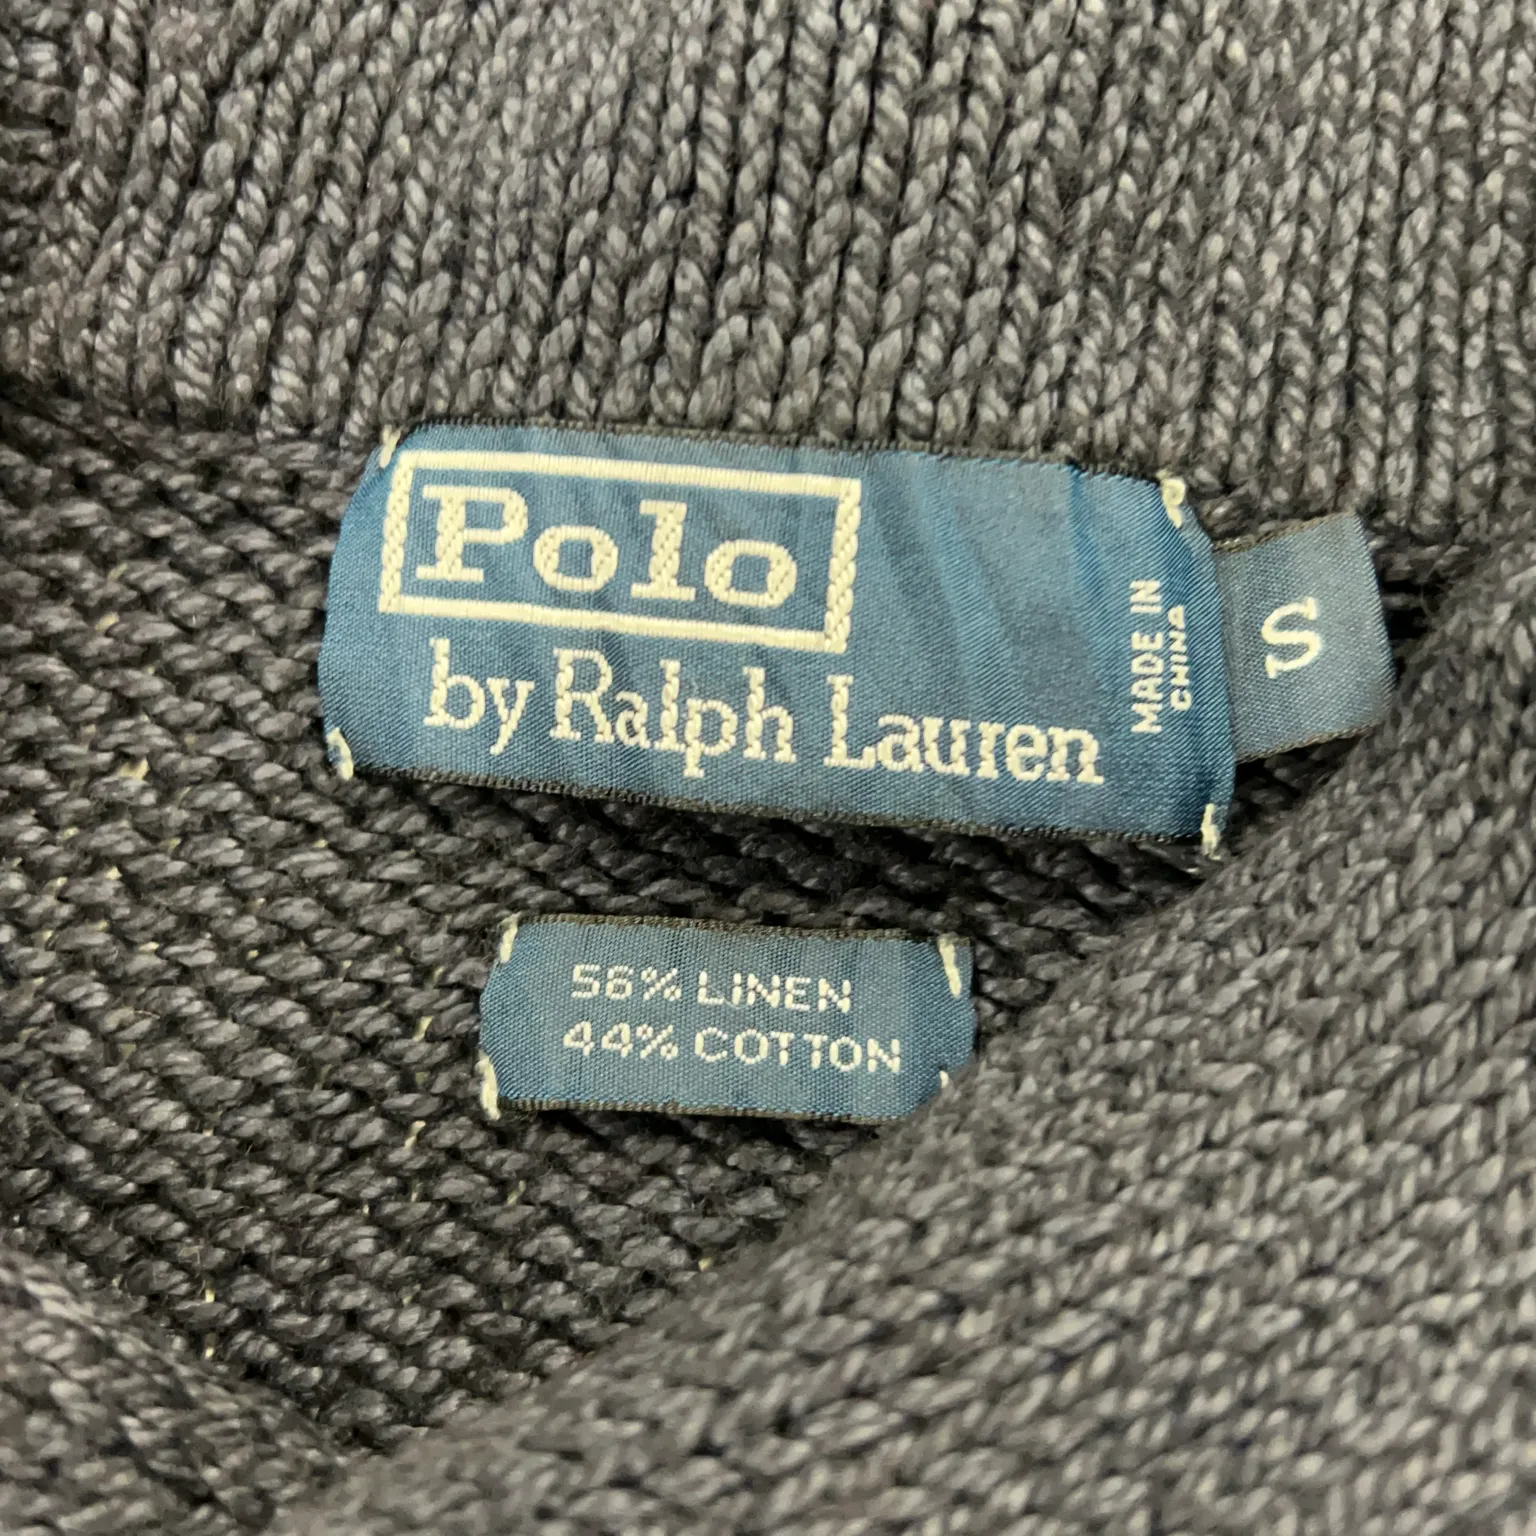 Polo
by Ralph Lauren
MADE IN
CHINA
S
56% LINEN
44% COTTON